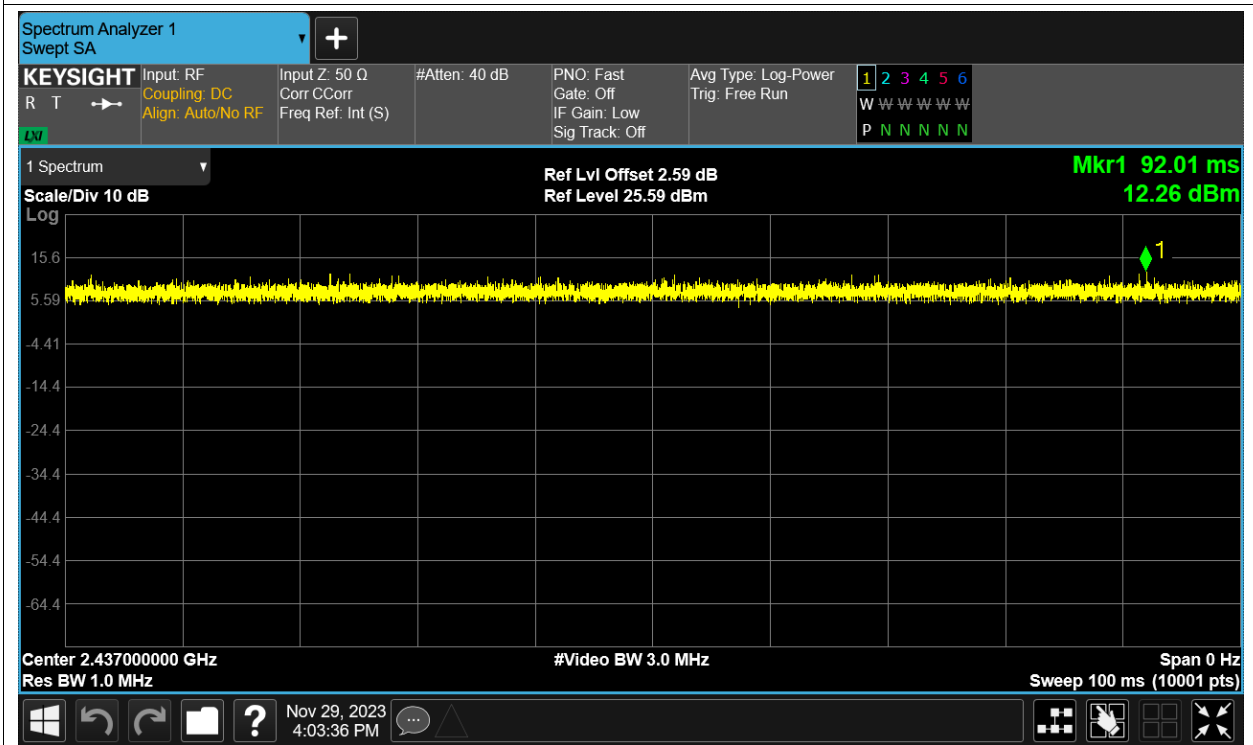 Spectrum Analyzer 1
Swept SA
KEYSIGHT
R T
LXI
Input: RF
Coupling: DC
Align: Auto/No RF
Input Z: 50 Ω
Corr CCorr
Freq Ref: Int (S)
#Atten: 40 dB
PNO: Fast
Gate: Off
IF Gain: Low
Sig Track: Off
Avg Type: Log-Power
Trig: Free Run
1 2 3 4 5 6
W W W W W W
P N N N N N
1 Spectrum
Scale/Div 10 dB
Log
Ref Lvl Offset 2.59 dB
Ref Level 25.59 dBm
Mkr1 92.01 ms
12.26 dBm
1
15.6
5.59
-4.41
-14.4
-24.4
-34.4
-44.4
-54.4
-64.4
Center 2.437000000 GHz
Res BW 1.0 MHz
#Video BW 3.0 MHz
Span 0 Hz
Sweep 100 ms (10001 pts)
?
Nov 29, 2023
4:03:36 PM